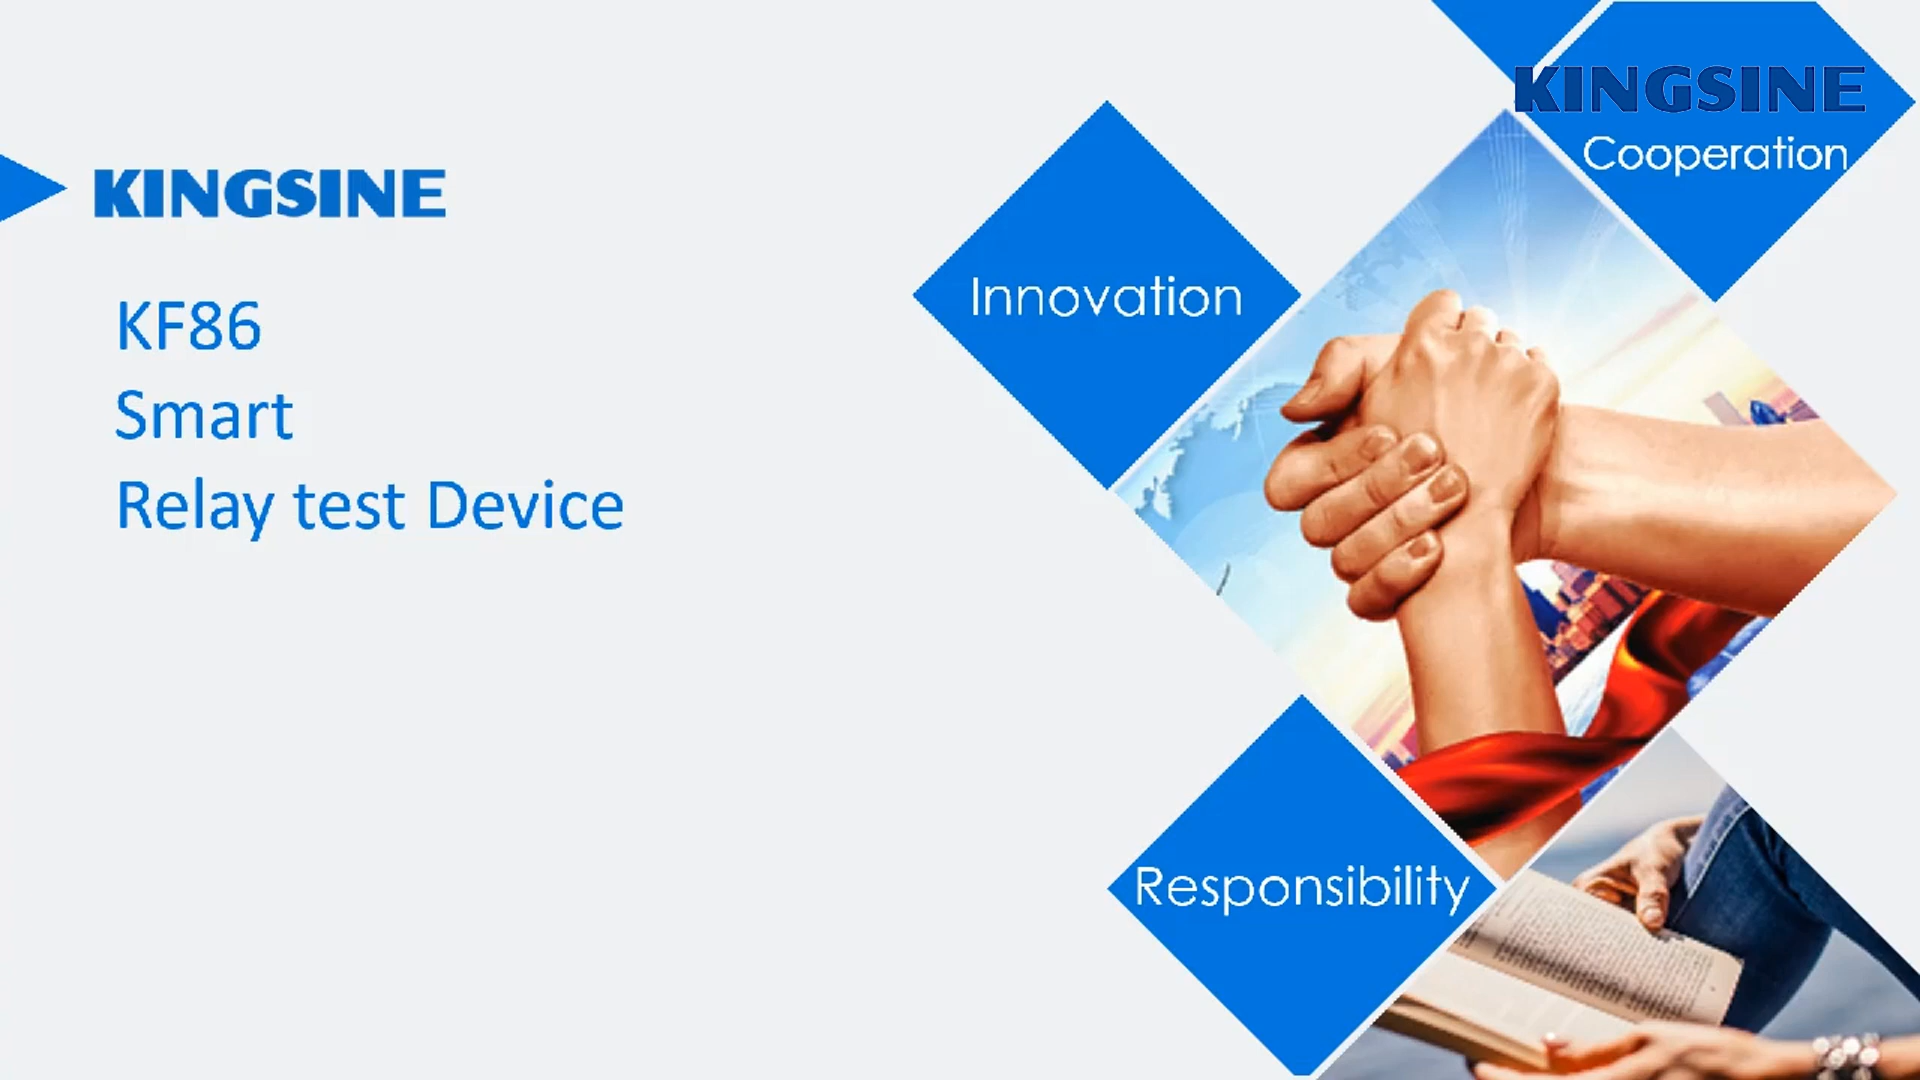 KINGSINE
KF86
Smart
Relay test Device
Innovation
KINGSINE
Cooperation
Responsibility